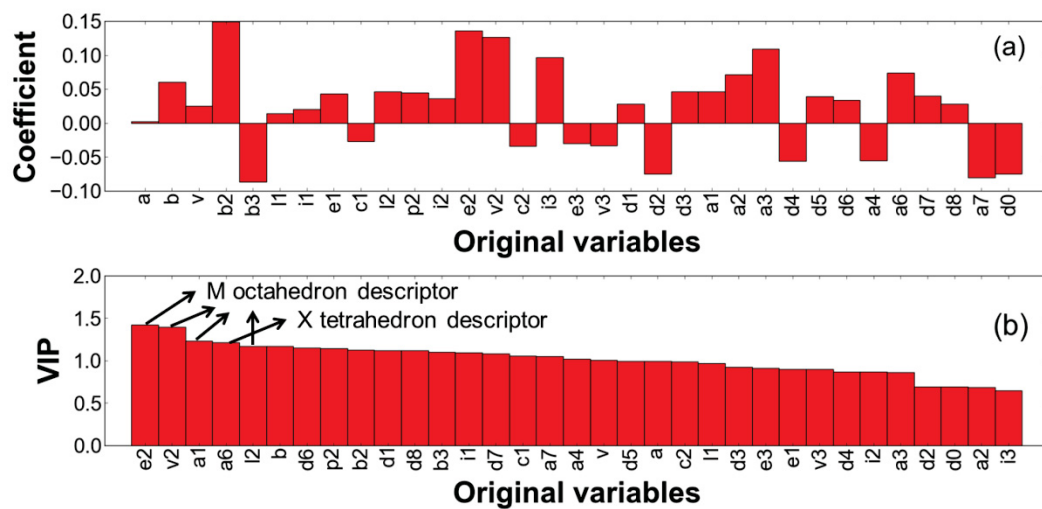 0.15
(a)
0.10
0.05
0.00
−0.05
−0.10
Coefficient
a b v b2 b3 l1 i1 e1 c1 l2 p2 i2 e2 v2 c2 i3 e3 v3 d1 d2 d3 a1 a2 a3 d4 d5 d6 a4 a6 d7 d8 a7 d0
Original variables
2.0
M octahedron descriptor
X tetrahedron descriptor
(b)
1.5
1.0
0.5
0.0
VIP
e2 v2 a1 a6 l2 b d6 p2 b2 d1 d8 b3 i1 d7 c1 a7 a4 v d5 a c2 l1 d3 e3 e1 v3 d4 i2 a3 d2 d0 a2 i3
Original variables